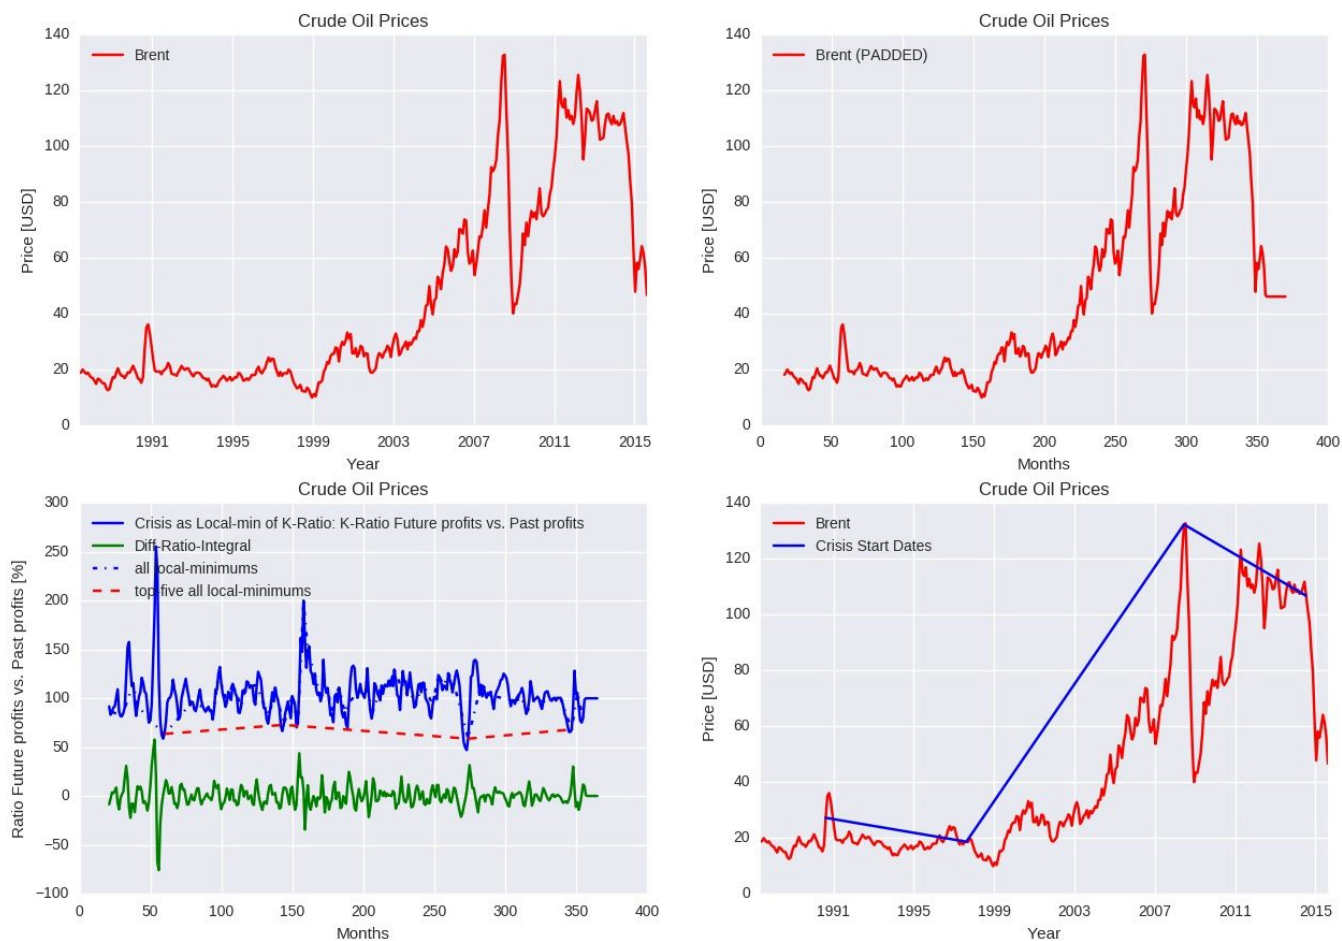 Crude Oil Prices
140
120
100
80
60
40
20
0
Price [USD]
Brent
1991 1995 1999 2003 2007 2011 2015
Year
Crude Oil Prices
140
120
100
80
60
40
20
0
Price [USD]
Brent (PADDED)
0 50 100 150 200 250 300 350 400
Months
Crude Oil Prices
300
250
200
150
100
50
0
−50
−100
Ratio Future profits vs. Past profits [%]
Crisis as Local-min of K-Ratio: K-Ratio Future profits vs. Past profits
Diff-Ratio-Integral
all local-minimums
top-five all local-minimums
0 50 100 150 200 250 300 350 400
Months
Crude Oil Prices
140
120
100
80
60
40
20
0
Price [USD]
Brent
Crisis Start Dates
1991 1995 1999 2003 2007 2011 2015
Year